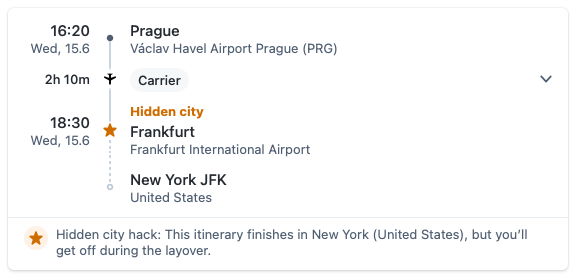 16:20
Prague
Wed, 15.6
Václav Havel Airport Prague (PRG)
2h 10m
Carrier
Hidden city
18:30
Frankfurt
Wed, 15.6
Frankfurt International Airport
New York JFK
United States
Hidden city hack: This itinerary finishes in New York (United States), but you’ll
get off during the layover.